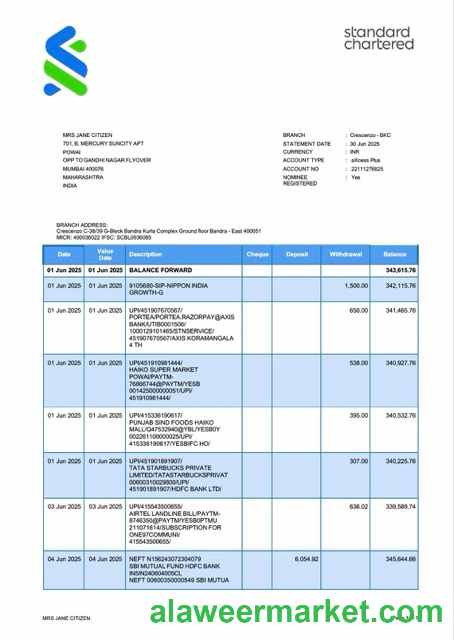 standard
chartered
MRS JANE CITIZEN
701, B, MERCURY SUNCITY APT
POWAI
OPP TO GANDHI NAGAR FLYOVER
MUMBAI 400076
MAHARASHTRA
INDIA
BRANCH : Crescenzo - BKC
STATEMENT DATE : 30 Jun 2025
CURRENCY : INR
ACCOUNT TYPE : aXcess Plus
ACCOUNT NO : 22111276825
NOMINEE : Yes
REGISTERED
BRANCH ADDRESS:
Crescenzo C-38/39 G-Block Bandra Kurla Complex Ground floor Bandra - East 400051
MICR: 400036022 IFSC: SCBL0036085
Date Value Date Description Cheque Deposit Withdrawal Balance
01 Jun 2025 01 Jun 2025 BALANCE FORWARD 343,615.76
01 Jun 2025 01 Jun 2025 9105680-SIP-NIPPON INDIA 1,500.00 342,115.76
GROWTH-G
01 Jun 2025 01 Jun 2025 UPI/451907670567/ 650.00 341,465.76
PORTEA/PORTEA.RAZORPAY@AXIS
BANK/UTIB0001506/
1000129101465/STNSERVICE/
451907670567/AXIS KORAMANGALA
4 TH
01 Jun 2025 01 Jun 2025 UPI/451910981444/ 538.00 340,927.76
HAIKO SUPER MARKET
POWAI/PAYTM-
76866744@PAYTM/YESB
001425000000051/UPI/
451910981444/
01 Jun 2025 01 Jun 2025 UPI/415336190617/ 395.00 340,532.76
PUNJAB SIND FOODS HAIKO
MALL/Q47532940@YBL/YESB0Y
002261100000025/UPI/
415336190617/YESBIFC HO/
01 Jun 2025 01 Jun 2025 UPI/451901891907/ 307.00 340,225.76
TATA STARBUCKS PRIVATE
LIMITED/TATASTARBUCKSPRIVAT
00600310029800/UPI/
451901891907/HDFC BANK LTD/
03 Jun 2025 03 Jun 2025 UPI/415543500655/ 636.02 339,589.74
AIRTEL LANDLINE BILL/PAYTM-
8746350@PAYTM/YESB0PTMU
211071614/SUBSCRIPTION FOR
ONE97COMMUNI/
415543500655/
04 Jun 2025 04 Jun 2025 NEFT N156243072304079 6,054.92 345,644.66
SBI MUTUAL FUND HDFC BANK
IN5IN240604005CL
NEFT 00600350000549 SBI MUTUA
MRS JANE CITIZEN
alaweermarket.com